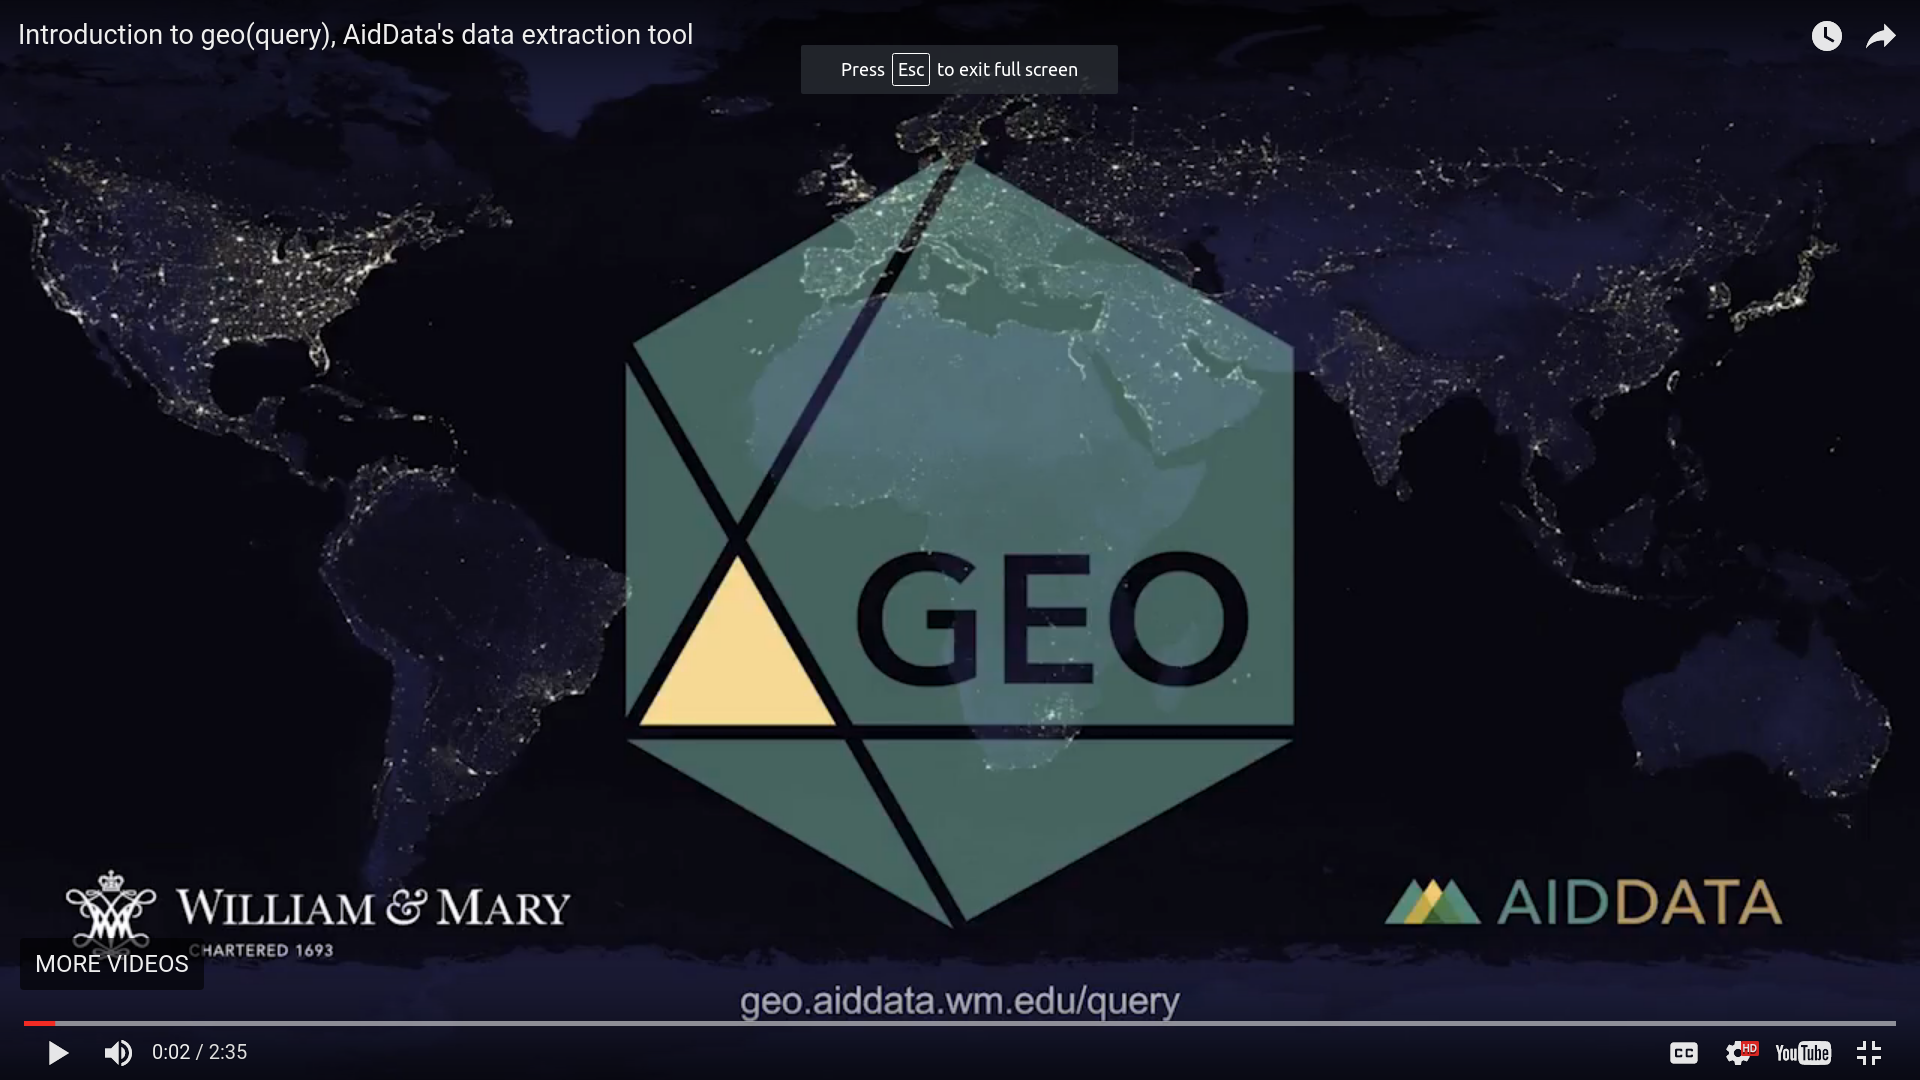 Introduction to geo(query), AidData's data extraction tool
Press Esc to exit full screen
GEO
WILLIAM & MARY
CHARTERED 1693
AIDDATA
MORE VIDEOS
geo.aiddata.wm.edu/query
0:02 / 2:35
CC
HD
YouTube